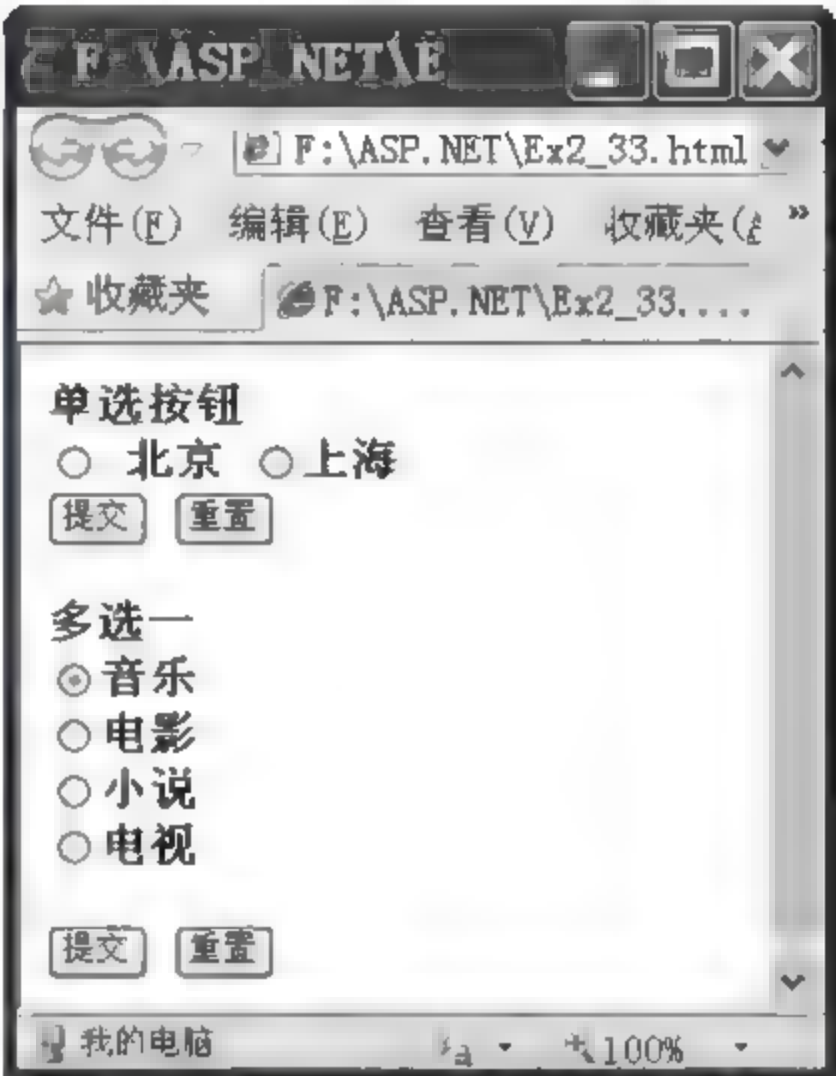 F:\ASP.NET\E
F:\ASP.NET\Ex2_33.html
文件(F) 编辑(E) 查看(V) 收藏夹(A »
收藏夹 F:\ASP.NET\Ex2_33....
单选按钮
北京 上海
提交 重置
多选一
音乐
电影
小说
电视
提交 重置
我的电脑 100%